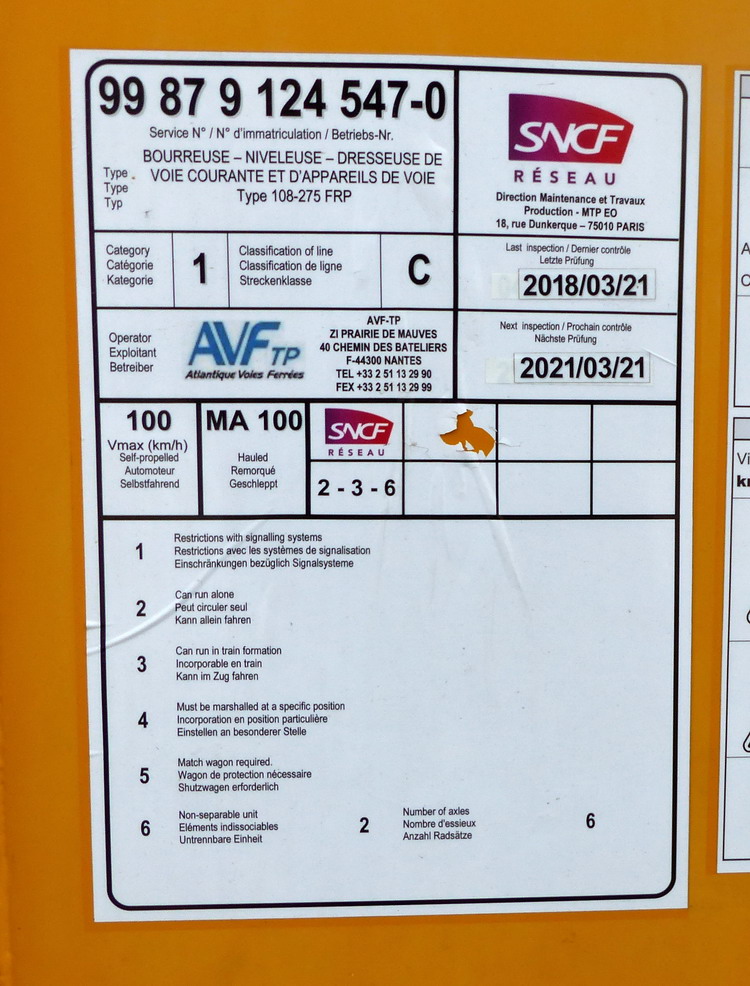 99 87 9 124 547-0
Service N° / N° d'immatriculation / Betriebs-Nr.
Type
Type
Typ
BOURREUSE – NIVELEUSE – DRESSEUSE DE
VOIE COURANTE ET D'APPAREILS DE VOIE
Type 108-275 FRP
SNCF
RÉSEAU
Direction Maintenance et Travaux
Production - MTP EO
18, rue Dunkerque – 75010 PARIS
Category
Catégorie
Kategorie
1
Classification of line
Classification de ligne
Streckenklasse
C
Last inspection / Dernier contrôle
Letzte Prüfung
2018/03/21
Operator
Exploitant
Betreiber
AVF TP
Atlantique Voies Ferrées
AVF-TP
ZI PRAIRIE DE MAUVES
40 CHEMIN DES BATELIERS
F-44300 NANTES
TEL +33 2 51 13 29 90
FEX +33 2 51 13 29 99
Next inspection / Prochain contrôle
Nächste Prüfung
2021/03/21
100
Vmax (km/h)
Self-propelled
Automoteur
Selbstfahrend
MA 100
Hauled
Remorqué
Geschleppt
SNCF
RÉSEAU
2 - 3 - 6
1
Restrictions with signalling systems
Restrictions avec les systèmes de signalisation
Einschränkungen bezüglich Signalsysteme
2
Can run alone
Peut circuler seul
Kann allein fahren
3
Can run in train formation
Incorporable en train
Kann im Zug fahren
4
Must be marshalled at a specific position
Incorporation en position particulière
Einstellen an besonderer Stelle
5
Match wagon required.
Wagon de protection nécessaire
Shutzwagen erforderlich
6
Non-separable unit
Eléments indissociables
Untrennbare Einheit
2
Number of axles
Nombre d'essieux
Anzahl Radsätze
6